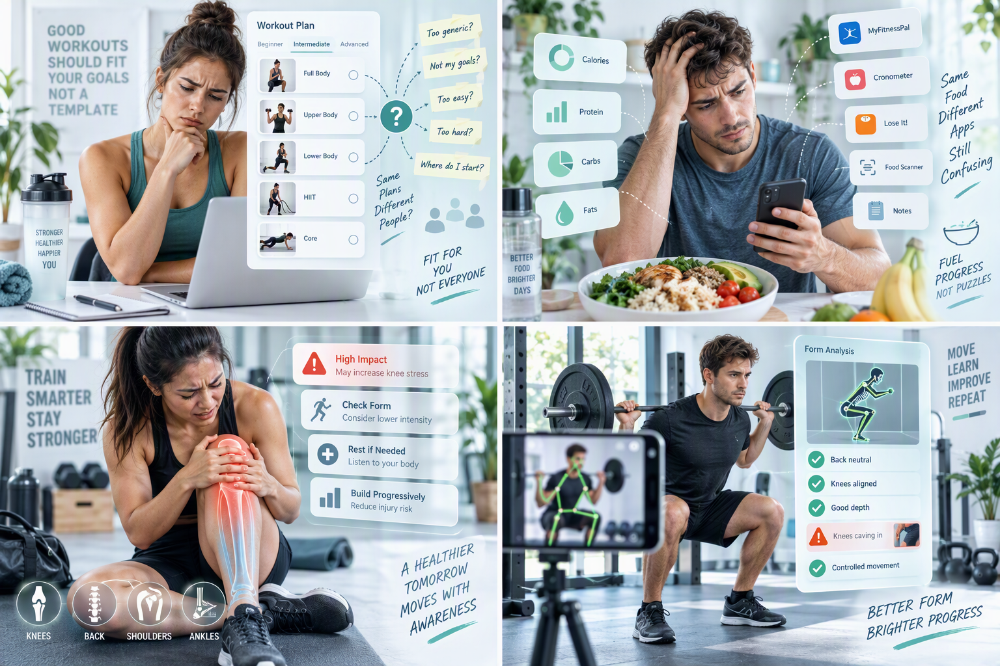 GOOD
WORKOUTS
SHOULD FIT
YOUR GOALS
NOT A
TEMPLATE
STRONGER
HEALTHIER
HAPPIER
YOU
Workout Plan
Beginner Intermediate Advanced
Full Body
Upper Body
Lower Body
HIIT
Core
?
Too generic?
Not my goals?
Too easy?
Too hard?
Where do I start?
Same
Plans
Different
People?
FIT FOR
YOU
NOT EVERYONE
Calories
Protein
Carbs
Fats
BETTER
FOOD
BRIGHTER
DAYS
MyFitnessPal
Cronometer
Lose It!
Food Scanner
Notes
Same
Food
Different
Apps
Still
Confusing
FUEL
PROGRESS
NOT PUZZLES
TRAIN
SMARTER
STAY
STRONGER
High Impact
May increase knee stress
Check Form
Consider lower intensity
Rest if Needed
Listen to your body
Build Progressively
Reduce injury risk
KNEES
BACK
SHOULDERS
ANKLES
A HEALTHIER
TOMORROW
MOVES WITH
AWARENESS
Form Analysis
Back neutral
Knees aligned
Good depth
Knees caving in
Controlled movement
MOVE
LEARN
IMPROVE
REPEAT
BETTER FORM
BRIGHTER PROGRESS